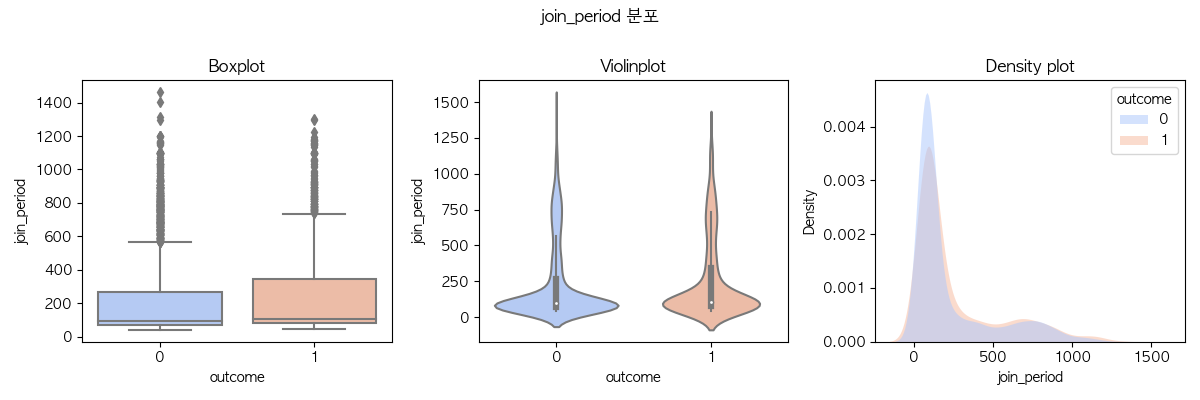 join_period 분포
Boxplot
join_period
1400
1200
1000
800
600
400
200
0
0 1
outcome
Violinplot
join_period
1500
1250
1000
750
500
250
0
0 1
outcome
Density plot
Density
0.004
0.003
0.002
0.001
0.000
outcome
0
1
0 500 1000 1500
join_period